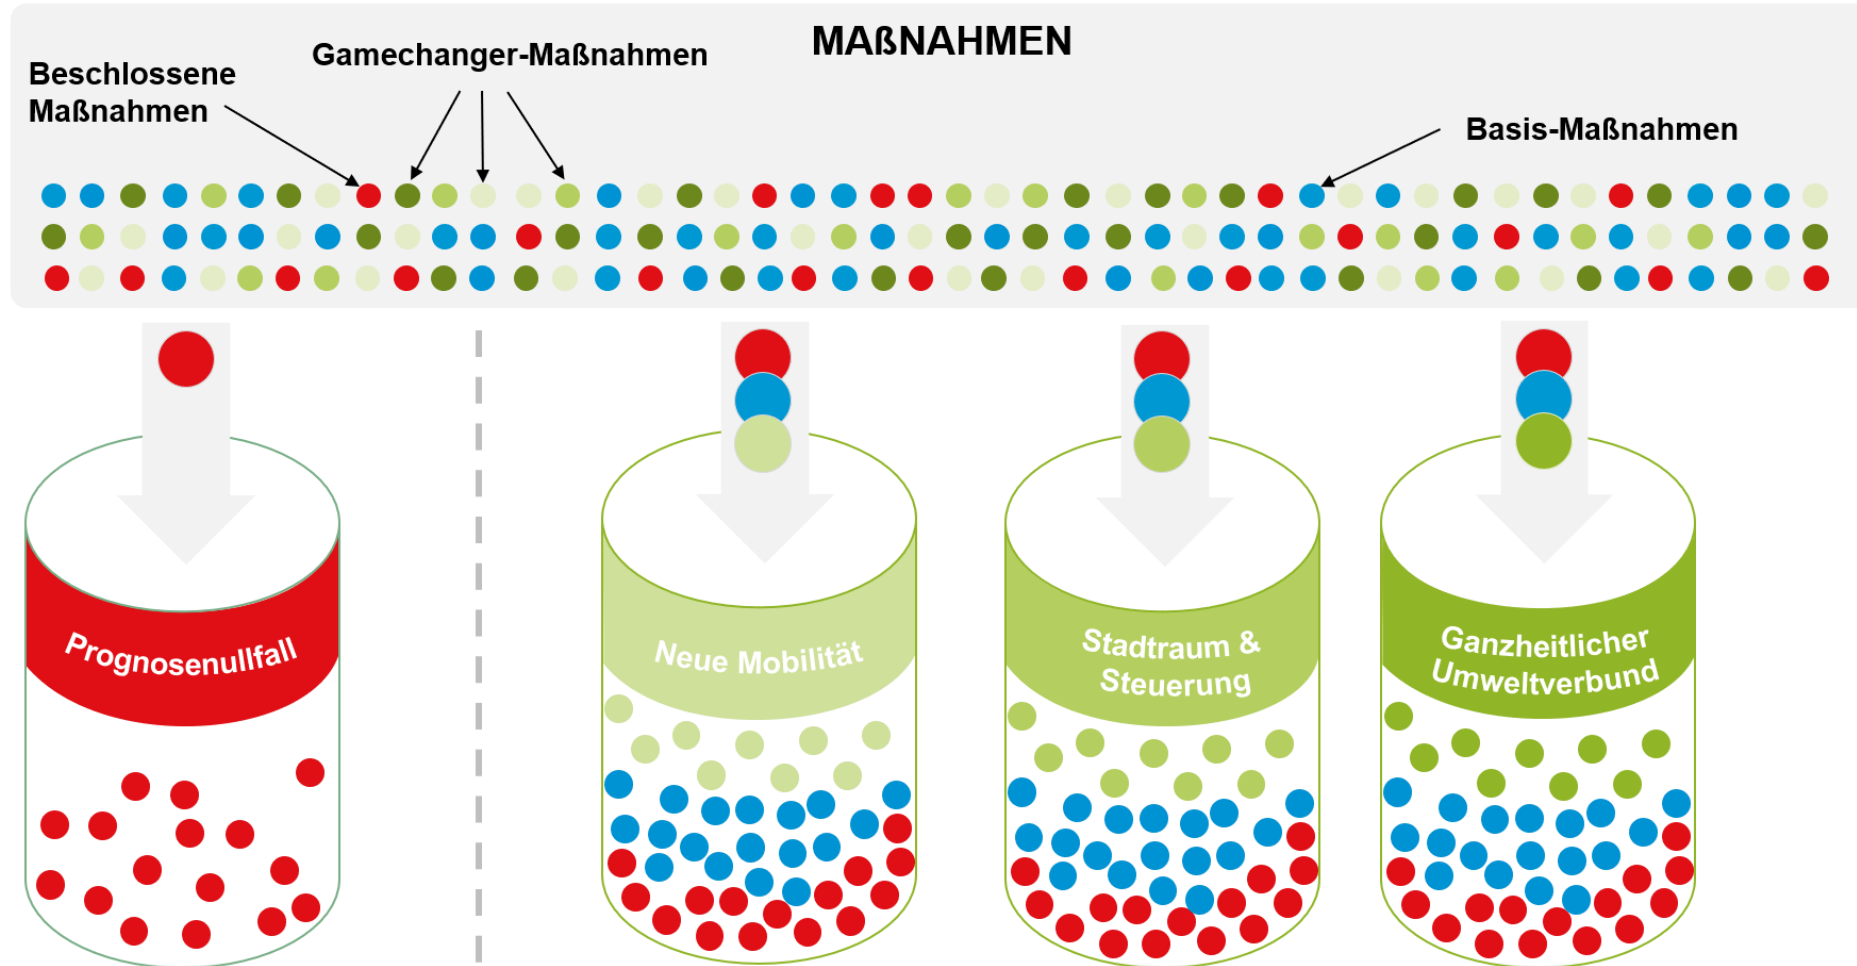 MAßNAHMEN
Gamechanger-Maßnahmen
Beschlossene
Maßnahmen
Basis-Maßnahmen
Prognosenullfall
Neue Mobilität
Stadtraum &
Steuerung
Ganzheitlicher
Umweltverbund